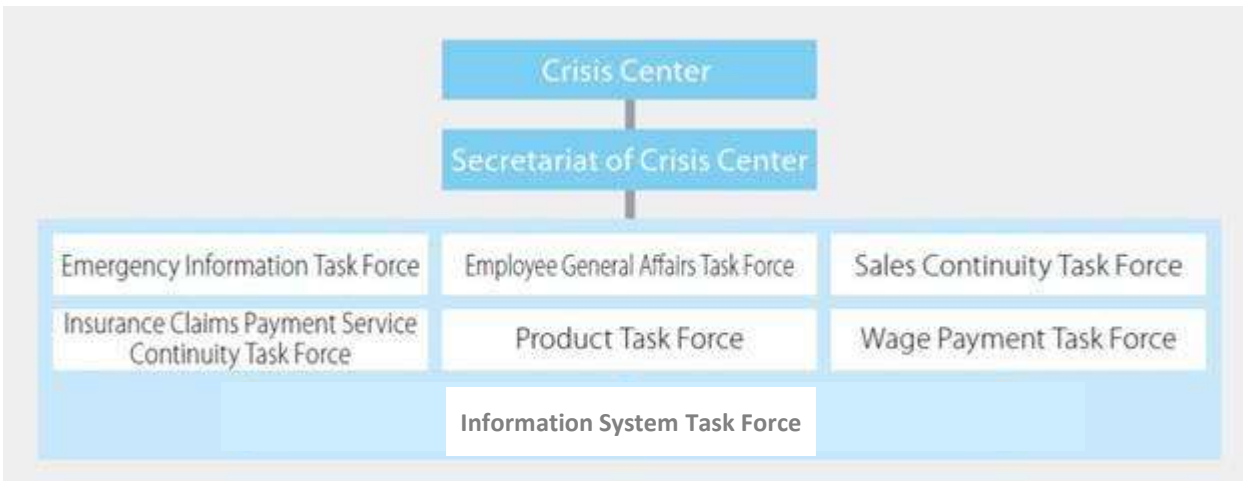 Crisis Center
Secretariat of Crisis Center
Emergency Information Task Force
Employee General Affairs Task Force
Sales Continuity Task Force
Insurance Claims Payment Service
Continuity Task Force
Product Task Force
Wage Payment Task Force
Information System Task Force